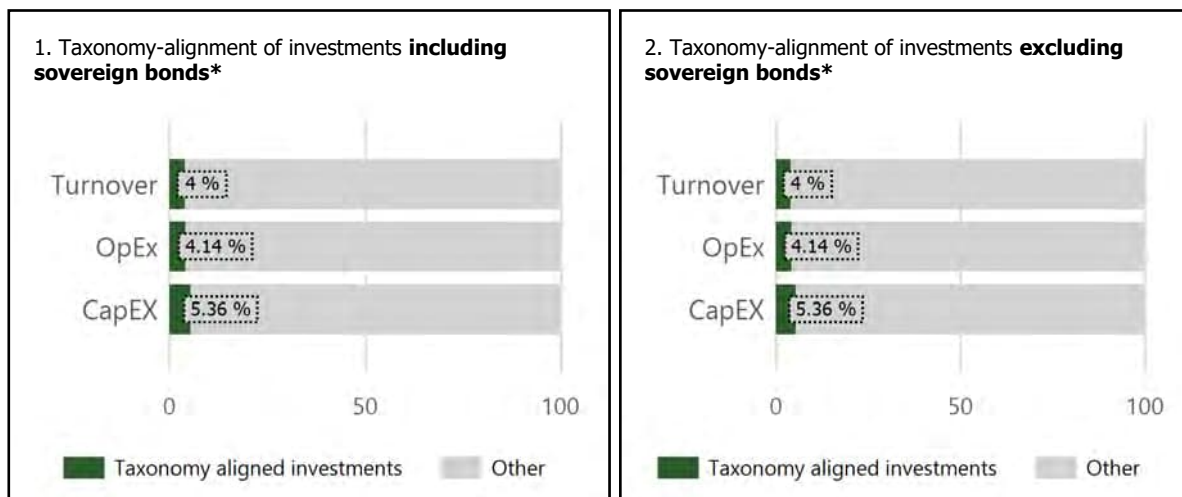 1. Taxonomy-alignment of investments including
sovereign bonds*
Turnover
4 %
OpEx
4.14 %
CapEX
5.36 %
0
50
100
Taxonomy aligned investments
Other
2. Taxonomy-alignment of investments excluding
sovereign bonds*
Turnover
4 %
OpEx
4.14 %
CapEX
5.36 %
0
50
100
Taxonomy aligned investments
Other